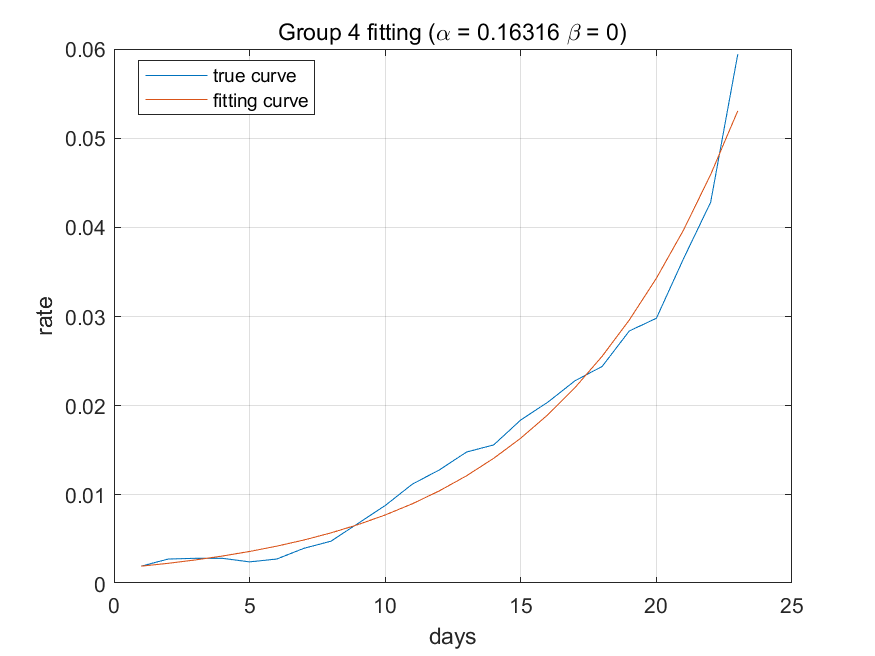 Group 4 fitting (α = 0.16316 β = 0)
true curve
fitting curve
0.06
0.05
0.04
0.03
0.02
0.01
0
rate
0 5 10 15 20 25
days